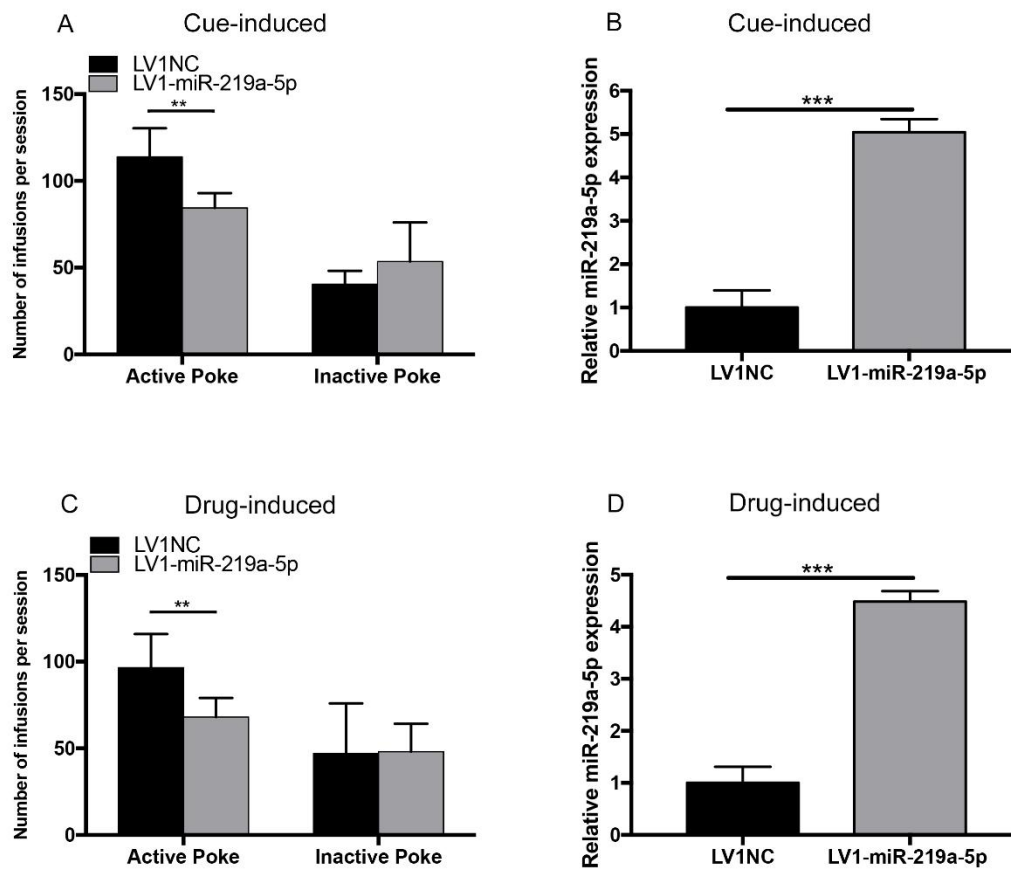 A
Cue-induced
LV1NC
LV1-miR-219a-5p
Number of infusions per session
150
100
50
0
**
Active Poke
Inactive Poke
B
Cue-induced
Relative miR-219a-5p expression
6
5
4
3
2
1
0
***
LV1NC
LV1-miR-219a-5p
C
Drug-induced
LV1NC
LV1-miR-219a-5p
Number of infusions per session
150
100
50
0
**
Active Poke
Inactive Poke
D
Drug-induced
Relative miR-219a-5p expression
5
4
3
2
1
0
***
LV1NC
LV1-miR-219a-5p